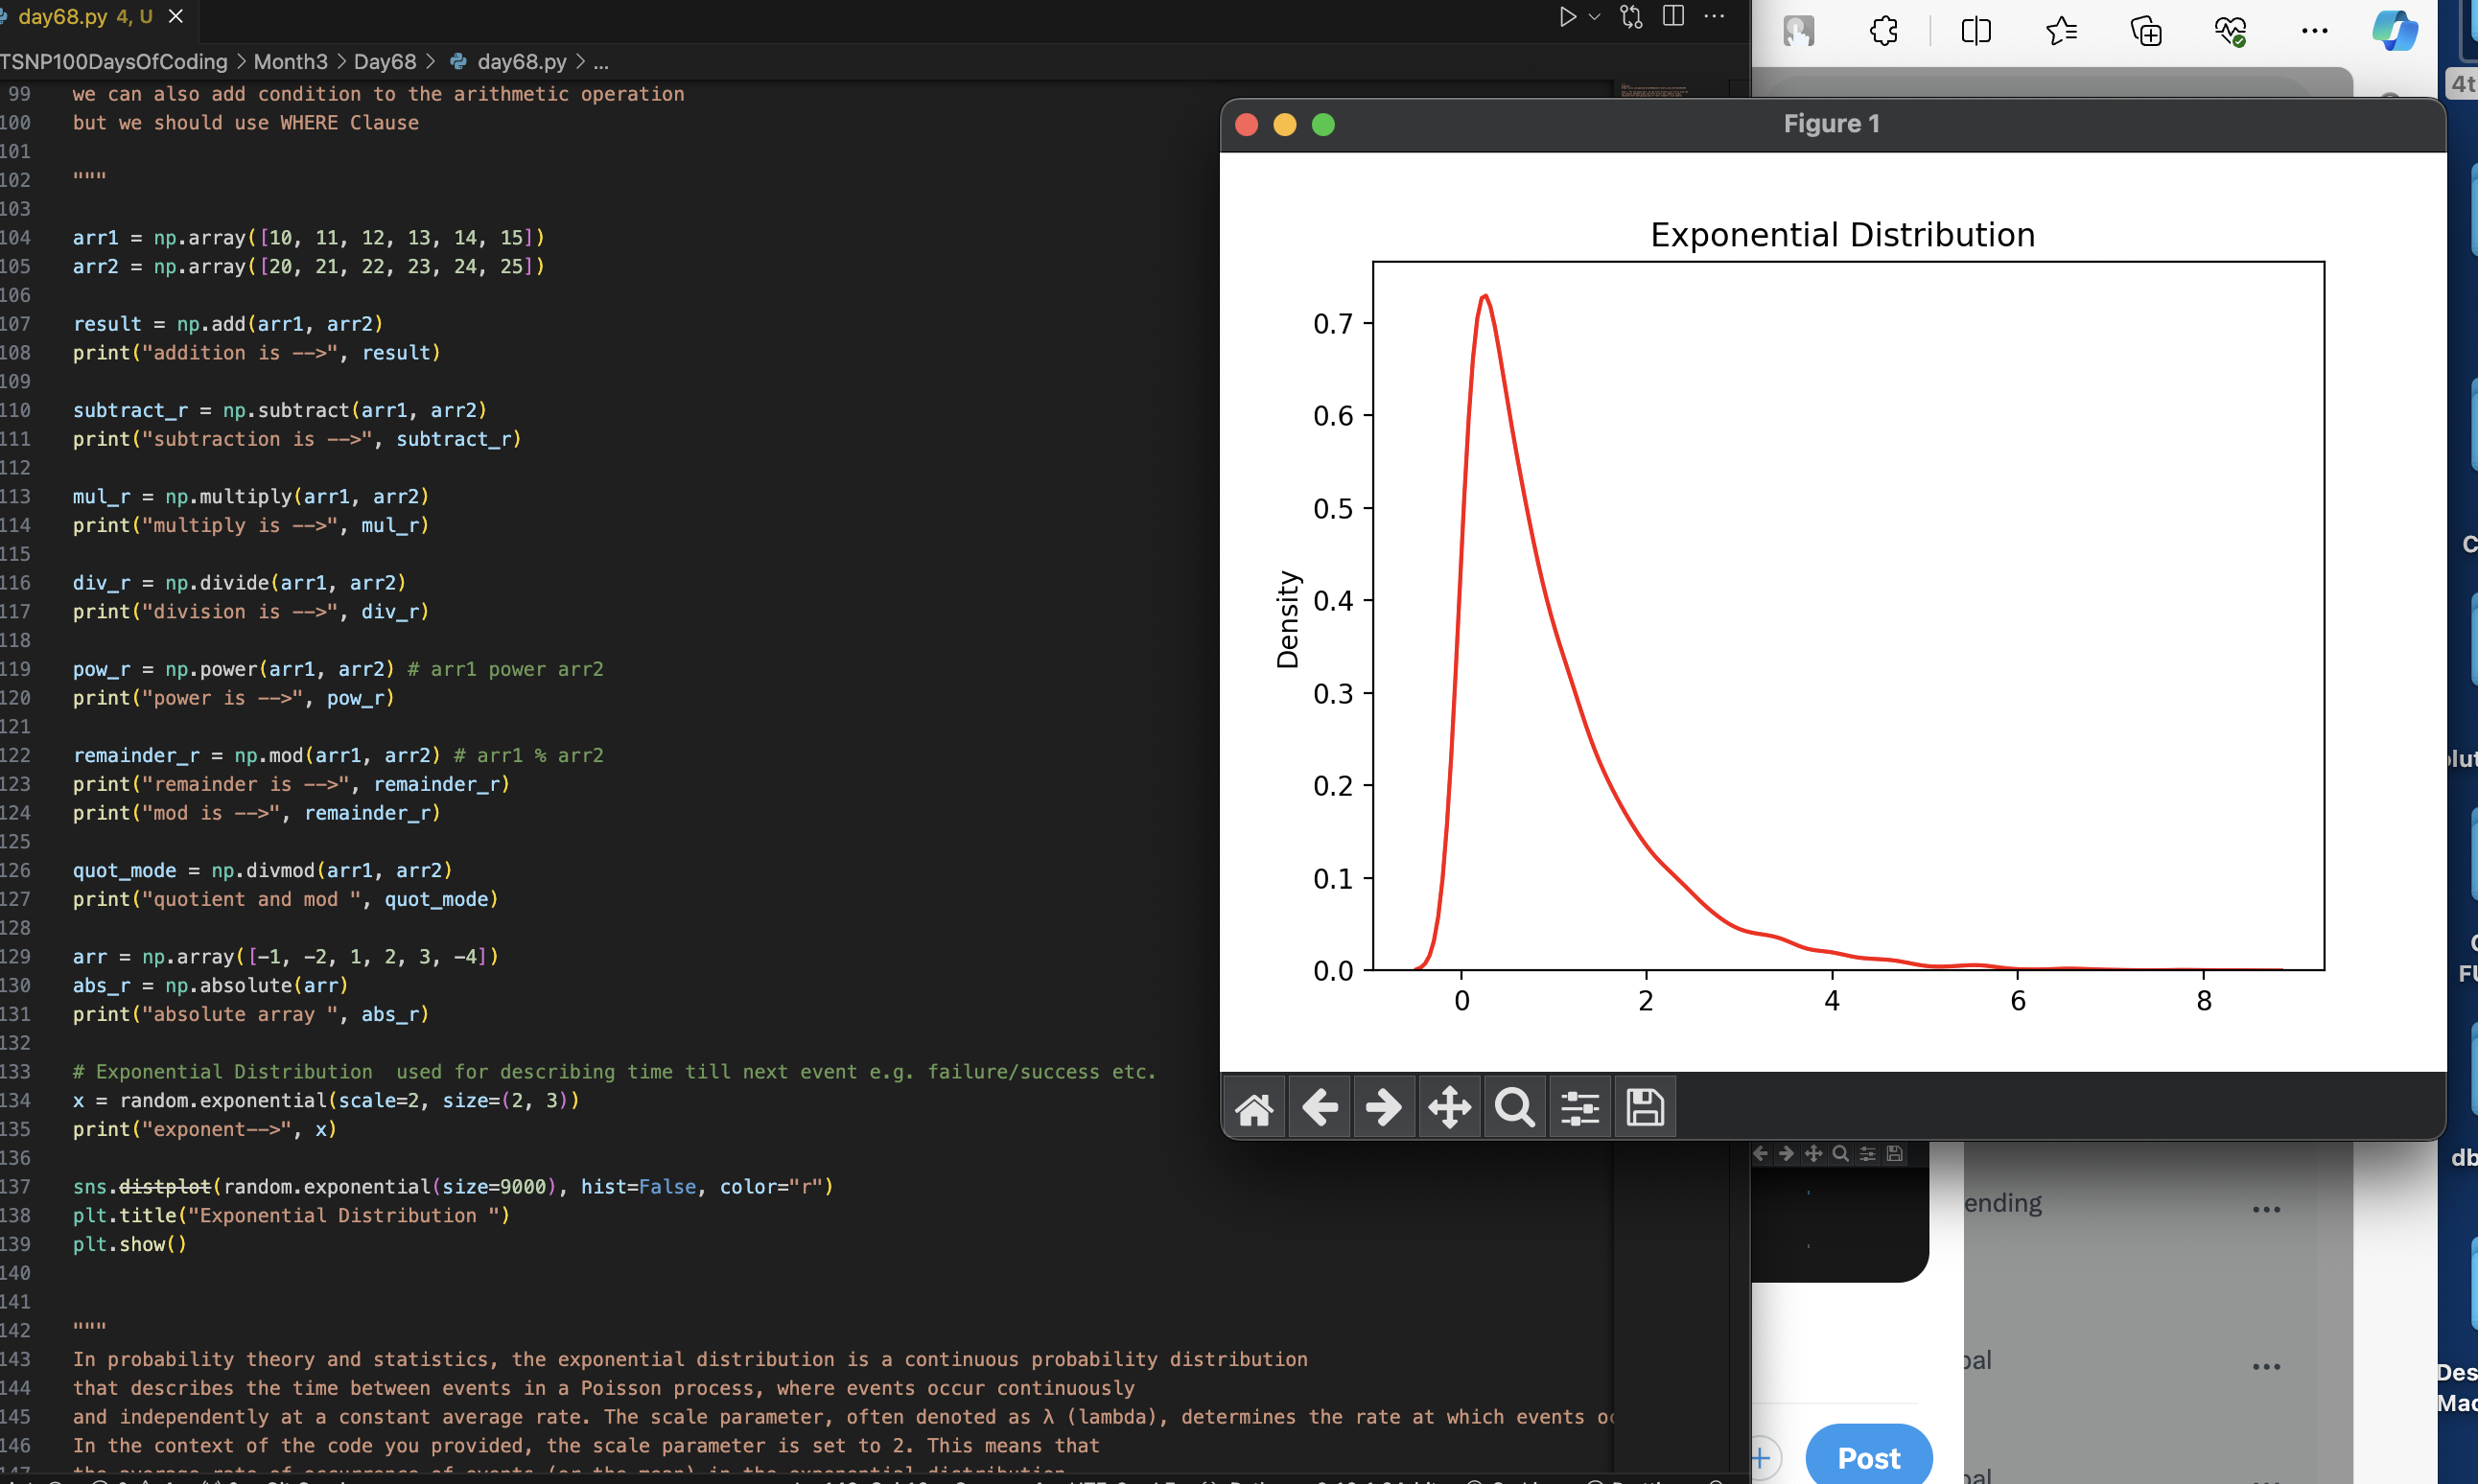 day68.py 4, U
TSNP100DaysOfCoding > Month3 > Day68 > day68.py > ...
99 we can also add condition to the arithmetic operation
100 but we should use WHERE Clause
101
102 """
103
104 arr1 = np.array([10, 11, 12, 13, 14, 15])
105 arr2 = np.array([20, 21, 22, 23, 24, 25])
106
107 result = np.add(arr1, arr2)
108 print("addition is -->", result)
109
110 subtract_r = np.subtract(arr1, arr2)
111 print("subtraction is -->", subtract_r)
112
113 mul_r = np.multiply(arr1, arr2)
114 print("multiply is -->", mul_r)
115
116 div_r = np.divide(arr1, arr2)
117 print("division is -->", div_r)
118
119 pow_r = np.power(arr1, arr2) # arr1 power arr2
120 print("power is -->", pow_r)
121
122 remainder_r = np.mod(arr1, arr2) # arr1 % arr2
123 print("remainder is -->", remainder_r)
124 print("mod is -->", remainder_r)
125
126 quot_mode = np.divmod(arr1, arr2)
127 print("quotient and mod ", quot_mode)
128
129 arr = np.array([-1, -2, 1, 2, 3, -4])
130 abs_r = np.absolute(arr)
131 print("absolute array ", abs_r)
132
133 # Exponential Distribution  used for describing time till next event e.g. failure/success etc.
134 x = random.exponential(scale=2, size=(2, 3))
135 print("exponent-->", x)
136
137 sns.distplot(random.exponential(size=9000), hist=False, color="r")
138 plt.title("Exponential Distribution ")
139 plt.show()
140
141
142 """
143 In probability theory and statistics, the exponential distribution is a continuous probability distribution
144 that describes the time between events in a Poisson process, where events occur continuously
145 and independently at a constant average rate. The scale parameter, often denoted as λ (lambda), determines the rate at which events
146 In the context of the code you provided, the scale parameter is set to 2. This means that
Figure 1
Exponential Distribution
Density
0.7
0.6
0.5
0.4
0.3
0.2
0.1
0.0
0 2 4 6 8
ending
Post
4t
C
db
Des
Mac